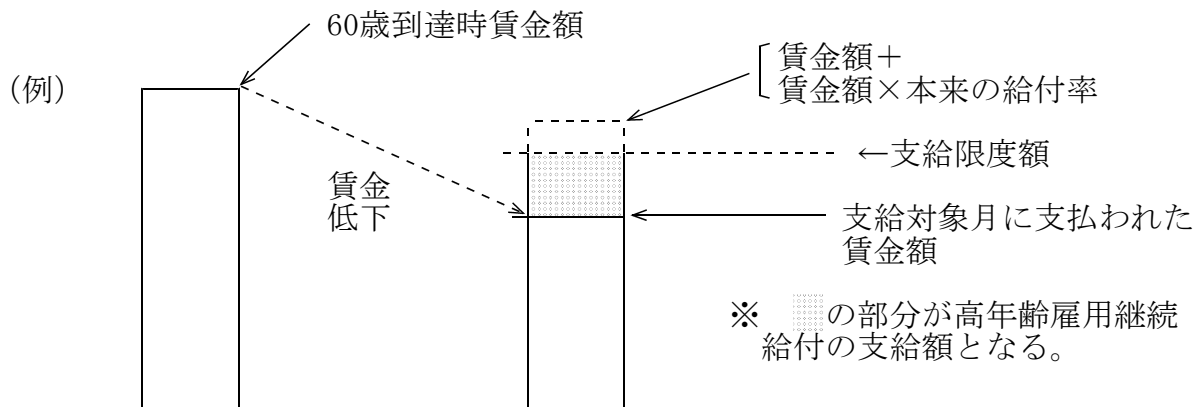 60歳到達時賃金額
(例)
賃金額+
賃金額×本来の給付率
←支給限度額
賃金
低下
支給対象月に支払われた
賃金額
※ の部分が高年齢雇用継続
給付の支給額となる。